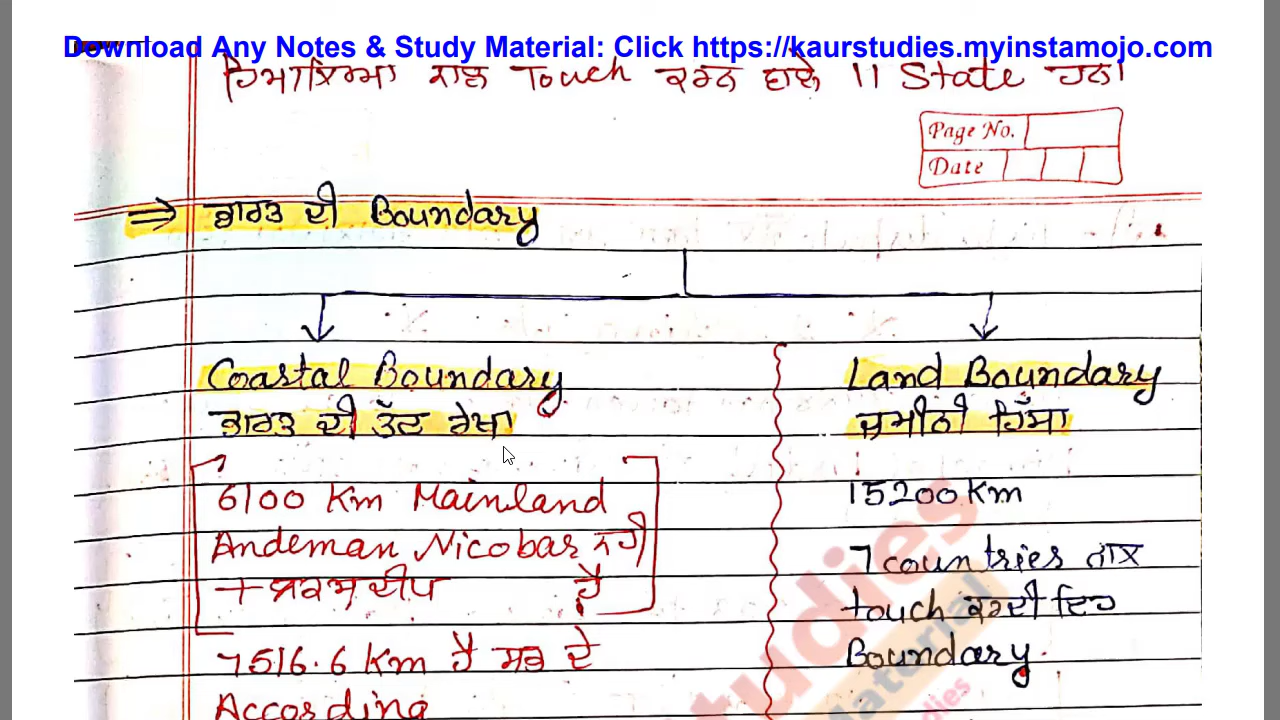 Download Any Notes & Study Material: Click https://kaurstudies.myinstamojo.com
ਹਿਮਾਲਿਆ ਨਾਲ Touch ਕਰਨ ਵਾਲੇ 11 State ਹਨ।
Page No.
Date
⇒ ਭਾਰਤ ਦੀ Boundary
Coastal Boundary
ਭਾਰਤ ਦੀ ਤੱਟ ਰੇਖਾ
6100 Km Mainland
Andeman Nicobar ਨਹੀ
+ ਲਕਸ਼ਦੀਪ ਹੈ
7516.6 Km ਹੈ ਸਭ ਦੇ
According
Land Boundary
ਜ਼ਮੀਨੀ ਹਿੱਸਾ
15200 Km
7 countries ਨਾਲ
touch ਕਰਦੀ ਇਹ
Boundary.
studies
Material